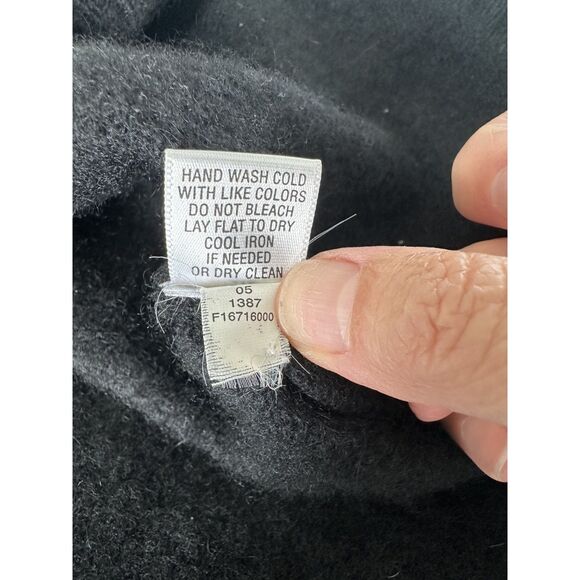 HAND WASH COLD
WITH LIKE COLORS
DO NOT BLEACH
LAY FLAT TO DRY
COOL IRON
IF NEEDED
OR DRY CLEAN
05
1387
F16716000